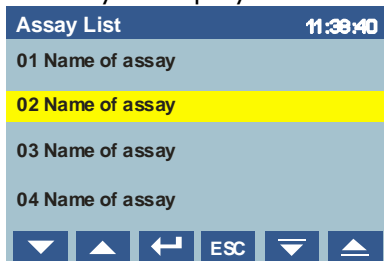 Assay List 11:38:40
01 Name of assay
02 Name of assay
03 Name of assay
04 Name of assay
ESC